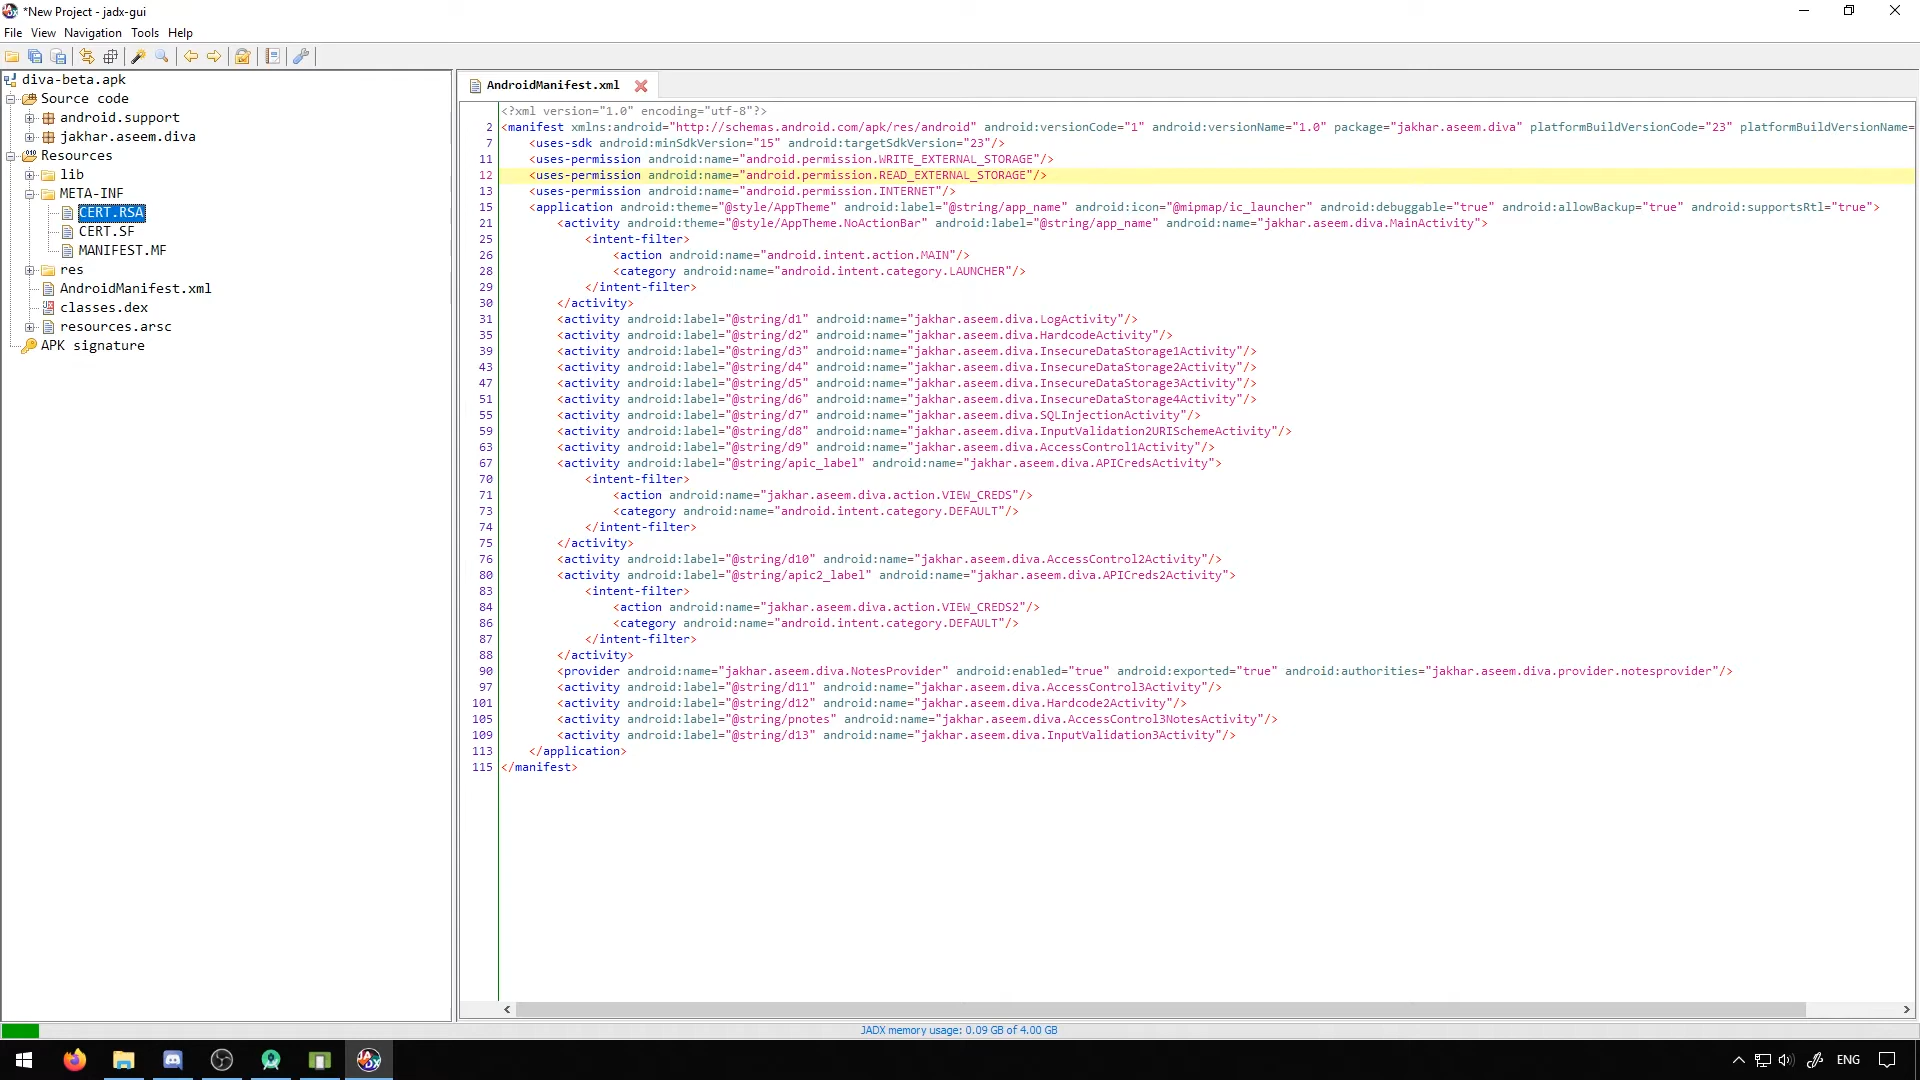 *New Project - jadx-gui
File View Navigation Tools Help
diva-beta.apk
Source code
android.support
jakhar.aseem.diva
Resources
lib
META-INF
CERT.RSA
CERT.SF
MANIFEST.MF
res
AndroidManifest.xml
classes.dex
resources.arsc
APK signature
AndroidManifest.xml
<?xml version="1.0" encoding="utf-8"?>
2 <manifest xmlns:android="http://schemas.android.com/apk/res/android" android:versionCode="1" android:versionName="1.0" package="jakhar.aseem.diva" platformBuildVersionCode="23" platformBuildVersionName=
7 <uses-sdk android:minSdkVersion="15" android:targetSdkVersion="23"/>
11 <uses-permission android:name="android.permission.WRITE_EXTERNAL_STORAGE"/>
12 <uses-permission android:name="android.permission.READ_EXTERNAL_STORAGE"/>
13 <uses-permission android:name="android.permission.INTERNET"/>
15 <application android:theme="@style/AppTheme" android:label="@string/app_name" android:icon="@mipmap/ic_launcher" android:debuggable="true" android:allowBackup="true" android:supportsRtl="true">
21 <activity android:theme="@style/AppTheme.NoActionBar" android:label="@string/app_name" android:name="jakhar.aseem.diva.MainActivity">
25 <intent-filter>
26 <action android:name="android.intent.action.MAIN"/>
28 <category android:name="android.intent.category.LAUNCHER"/>
29 </intent-filter>
30 </activity>
31 <activity android:label="@string/d1" android:name="jakhar.aseem.diva.LogActivity"/>
35 <activity android:label="@string/d2" android:name="jakhar.aseem.diva.HardcodeActivity"/>
39 <activity android:label="@string/d3" android:name="jakhar.aseem.diva.InsecureDataStorage1Activity"/>
43 <activity android:label="@string/d4" android:name="jakhar.aseem.diva.InsecureDataStorage2Activity"/>
47 <activity android:label="@string/d5" android:name="jakhar.aseem.diva.InsecureDataStorage3Activity"/>
51 <activity android:label="@string/d6" android:name="jakhar.aseem.diva.InsecureDataStorage4Activity"/>
55 <activity android:label="@string/d7" android:name="jakhar.aseem.diva.SQLInjectionActivity"/>
59 <activity android:label="@string/d8" android:name="jakhar.aseem.diva.InputValidation2URISchemeActivity"/>
63 <activity android:label="@string/d9" android:name="jakhar.aseem.diva.AccessControl1Activity"/>
67 <activity android:label="@string/apic_label" android:name="jakhar.aseem.diva.APICredsActivity">
70 <intent-filter>
71 <action android:name="jakhar.aseem.diva.action.VIEW_CREDS"/>
73 <category android:name="android.intent.category.DEFAULT"/>
74 </intent-filter>
75 </activity>
76 <activity android:label="@string/d10" android:name="jakhar.aseem.diva.AccessControl2Activity"/>
80 <activity android:label="@string/apic2_label" android:name="jakhar.aseem.diva.APICreds2Activity">
83 <intent-filter>
84 <action android:name="jakhar.aseem.diva.action.VIEW_CREDS2"/>
86 <category android:name="android.intent.category.DEFAULT"/>
87 </intent-filter>
88 </activity>
90 <provider android:name="jakhar.aseem.diva.NotesProvider" android:enabled="true" android:exported="true" android:authorities="jakhar.aseem.diva.provider.notesprovider"/>
97 <activity android:label="@string/d11" android:name="jakhar.aseem.diva.AccessControl3Activity"/>
101 <activity android:label="@string/d12" android:name="jakhar.aseem.diva.Hardcode2Activity"/>
105 <activity android:label="@string/pnotes" android:name="jakhar.aseem.diva.AccessControl3NotesActivity"/>
109 <activity android:label="@string/d13" android:name="jakhar.aseem.diva.InputValidation3Activity"/>
113 </application>
115 </manifest>
JADX memory usage: 0.09 GB of 4.00 GB
ENG